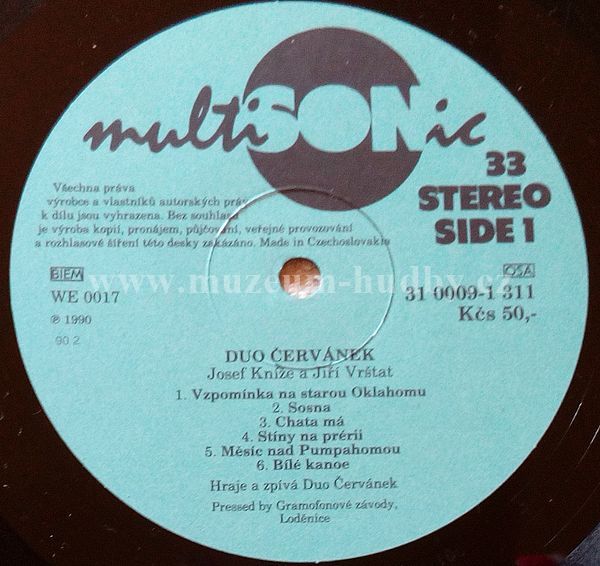 multiSONic
33
STEREO
SIDE 1
Všechna práva
výrobce a vlastníků autorských práv
k dílu jsou vyhrazena. Bez souhlasu
je výroba kopií, pronájem, půjčování, veřejné provozování
a rozhlasové šíření této desky zakázáno. Made in Czechoslovakia
BIEM
OSA
www.muzeum-hudby.cz
WE 0017
31 0009-1 311
℗ 1990
Kčs 50,-
90 2
DUO ČERVÁNEK
Josef Kníže a Jiří Vrštat
1. Vzpomínka na starou Oklahomu
2. Sosna
3. Chata má
4. Stíny na prérii
5. Měsíc nad Pumpahomou
6. Bílé kanoe
Hraje a zpívá Duo Červánek
Pressed by Gramofonové závody,
Loděnice